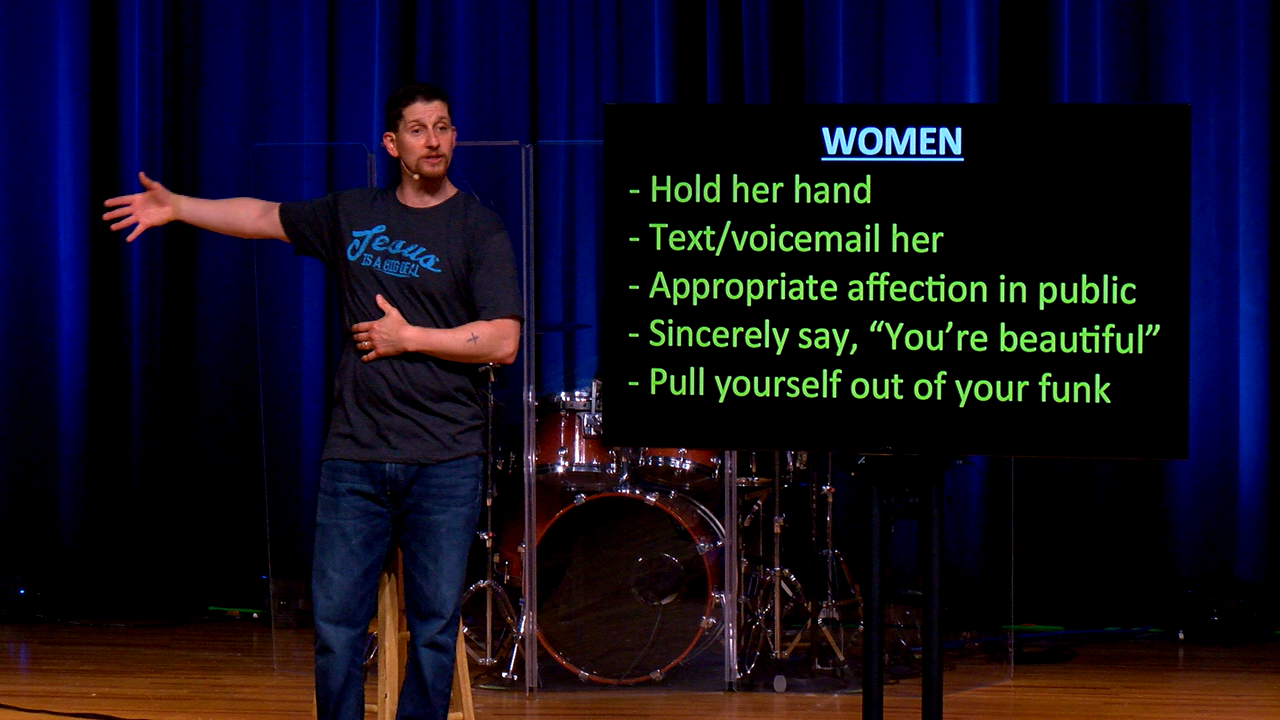 Jesus
IS A BIG DEAL
WOMEN
- Hold her hand
- Text/voicemail her
- Appropriate affection in public
- Sincerely say, “You’re beautiful”
- Pull yourself out of your funk